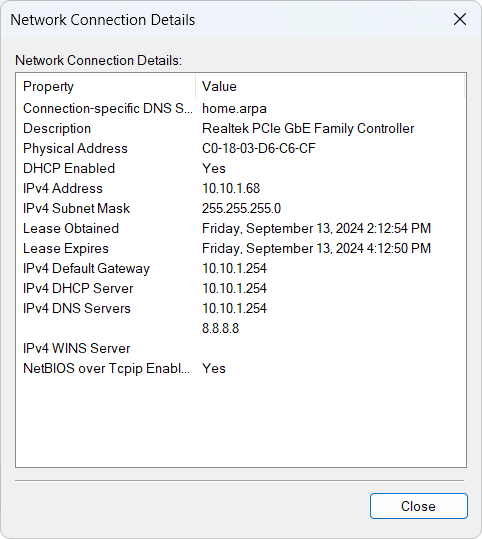 Network Connection Details
Network Connection Details:
Property Value
Connection-specific DNS S... home.arpa
Description Realtek PCIe GbE Family Controller
Physical Address C0-18-03-D6-C6-CF
DHCP Enabled Yes
IPv4 Address 10.10.1.68
IPv4 Subnet Mask 255.255.255.0
Lease Obtained Friday, September 13, 2024 2:12:54 PM
Lease Expires Friday, September 13, 2024 4:12:50 PM
IPv4 Default Gateway 10.10.1.254
IPv4 DHCP Server 10.10.1.254
IPv4 DNS Servers 10.10.1.254
8.8.8.8
IPv4 WINS Server
NetBIOS over Tcpip Enabl... Yes
Close